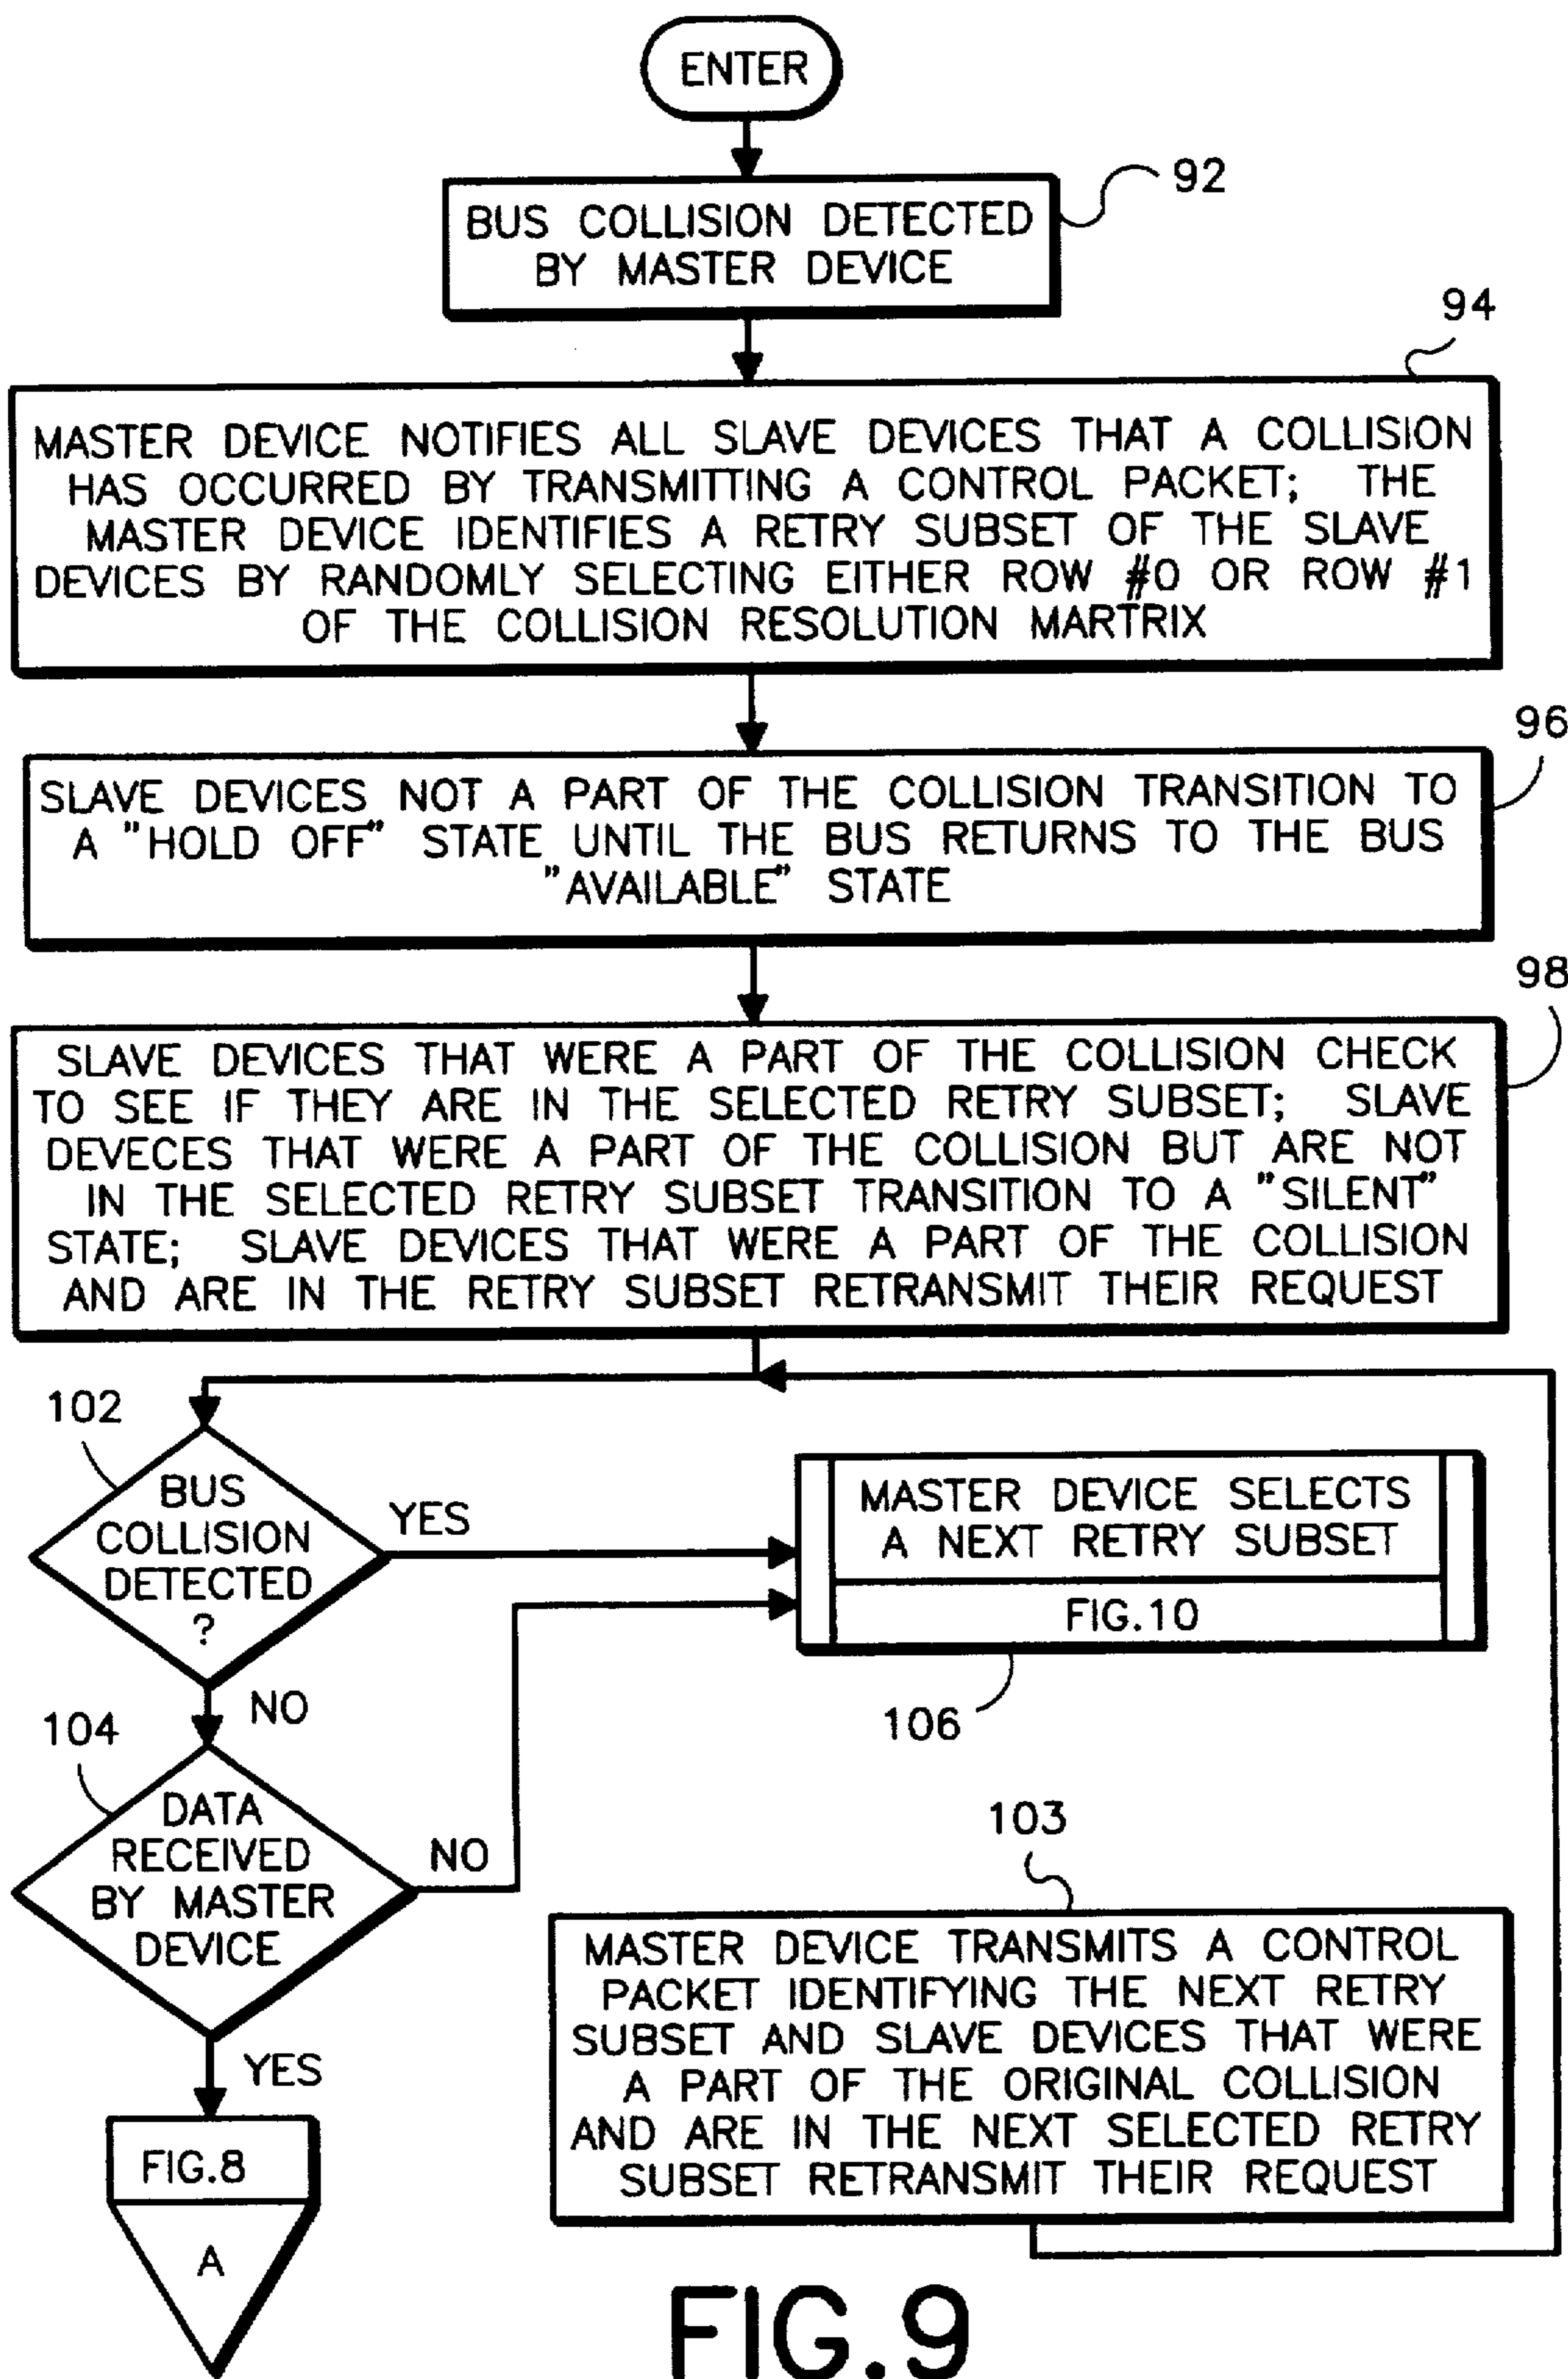 ENTER
92
BUS COLLISION DETECTED
BY MASTER DEVICE
94
MASTER DEVICE NOTIFIES ALL SLAVE DEVICES THAT A COLLISION
HAS OCCURRED BY TRANSMITTING A CONTROL PACKET; THE
MASTER DEVICE IDENTIFIES A RETRY SUBSET OF THE SLAVE
DEVICES BY RANDOMLY SELECTING EITHER ROW #0 OR ROW #1
OF THE COLLISION RESOLUTION MARTRIX
96
SLAVE DEVICES NOT A PART OF THE COLLISION TRANSITION TO
A "HOLD OFF" STATE UNTIL THE BUS RETURNS TO THE BUS
"AVAILABLE" STATE
98
SLAVE DEVICES THAT WERE A PART OF THE COLLISION CHECK
TO SEE IF THEY ARE IN THE SELECTED RETRY SUBSET; SLAVE
DEVECES THAT WERE A PART OF THE COLLISION BUT ARE NOT
IN THE SELECTED RETRY SUBSET TRANSITION TO A "SILENT"
STATE; SLAVE DEVICES THAT WERE A PART OF THE COLLISION
AND ARE IN THE RETRY SUBSET RETRANSMIT THEIR REQUEST
102
BUS
COLLISION
DETECTED
?
YES
NO
MASTER DEVICE SELECTS
A NEXT RETRY SUBSET
FIG.10
106
104
DATA
RECEIVED
BY MASTER
DEVICE
NO
YES
103
MASTER DEVICE TRANSMITS A CONTROL
PACKET IDENTIFYING THE NEXT RETRY
SUBSET AND SLAVE DEVICES THAT WERE
A PART OF THE ORIGINAL COLLISION
AND ARE IN THE NEXT SELECTED RETRY
SUBSET RETRANSMIT THEIR REQUEST
FIG.8
A
FIG.9